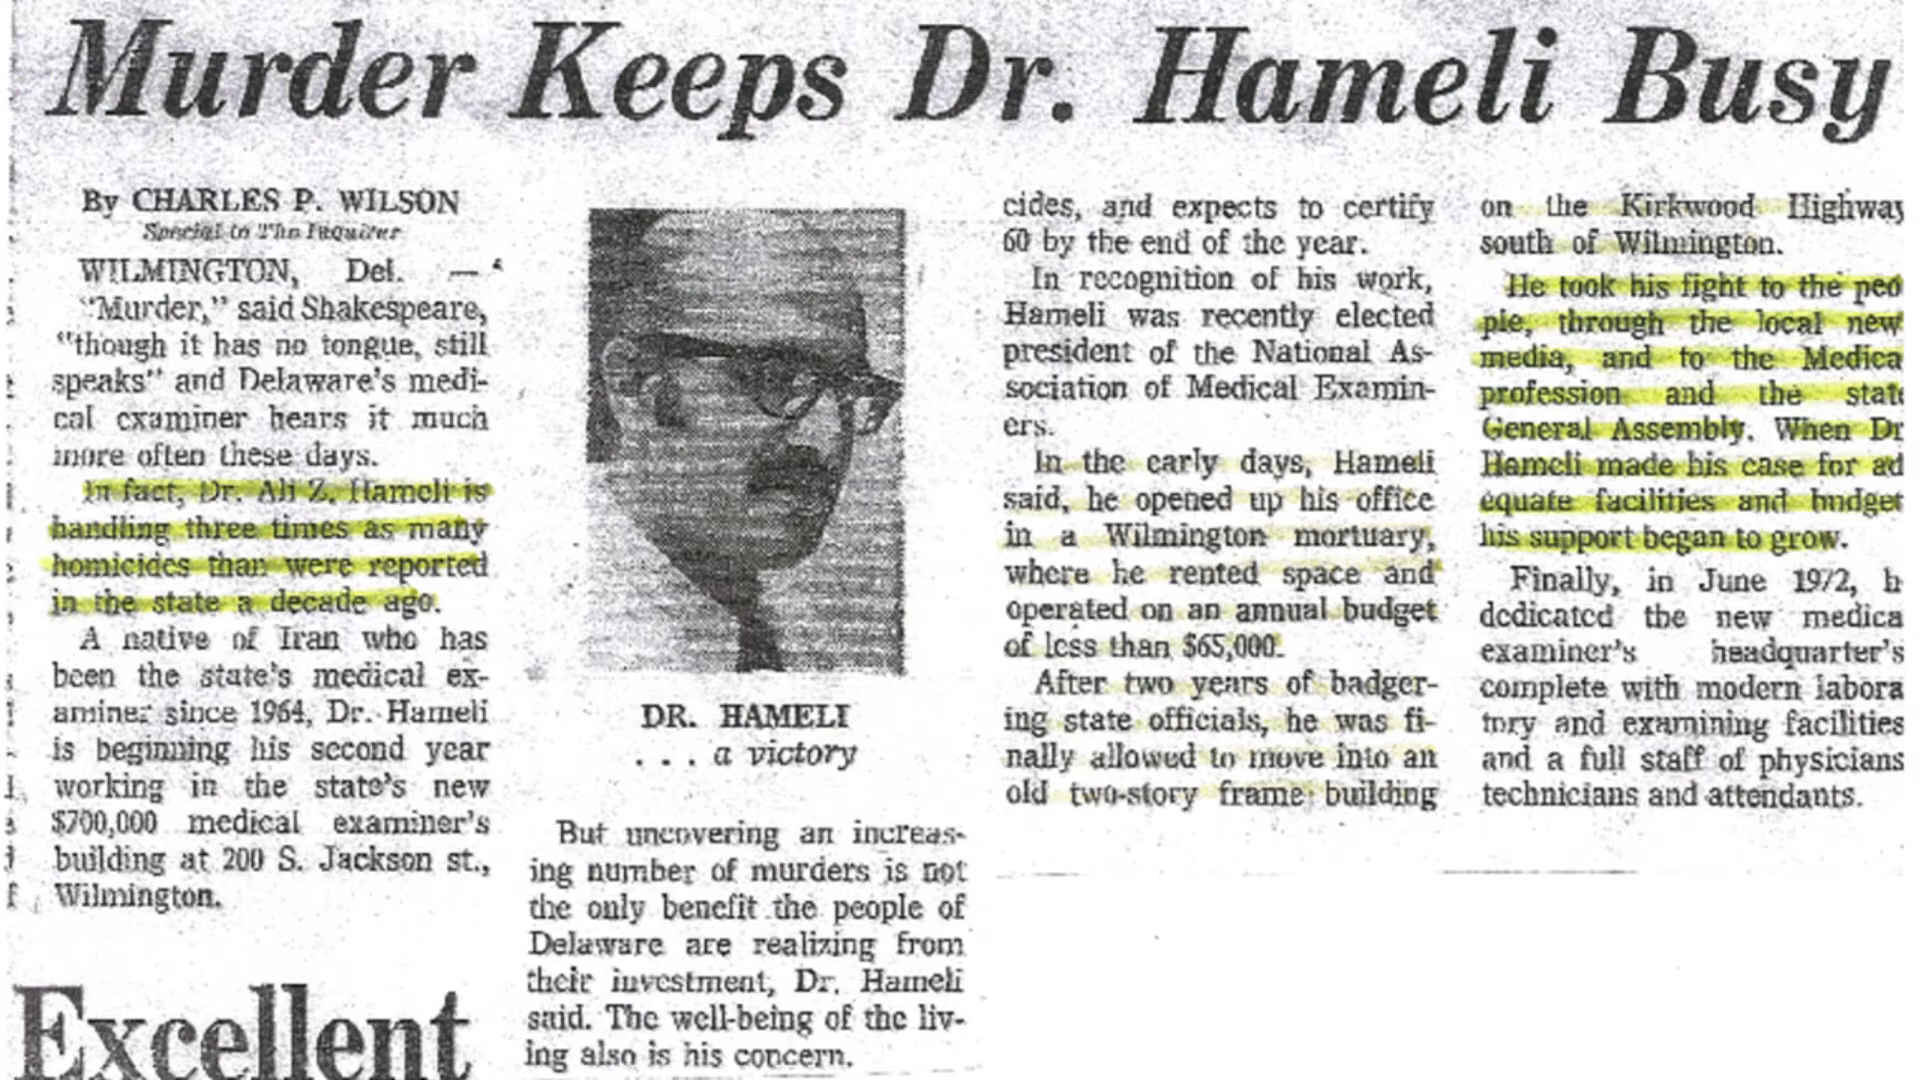 Murder Keeps Dr. Hameli Busy
By CHARLES P. WILSON
Special to The Inquirer
WILMINGTON, Del. —
"Murder," said Shakespeare,
"though it has no tongue, still
speaks" and Delaware's medi-
cal examiner hears it much
more often these days.
In fact, Dr. Ali Z. Hameli is
handling three times as many
homicides than were reported
in the state a decade ago.
A native of Iran who has
been the state's medical ex-
aminer since 1964, Dr. Hameli
is beginning his second year
working in the state's new
$700,000 medical examiner's
building at 200 S. Jackson st.,
Wilmington.
Excellent
DR. HAMELI
. . . a victory
But uncovering an increas-
ing number of murders is not
the only benefit the people of
Delaware are realizing from
their investment, Dr. Hameli
said. The well-being of the liv-
ing also is his concern.
cides, and expects to certify
60 by the end of the year.
In recognition of his work,
Hameli was recently elected
president of the National As-
sociation of Medical Examin-
ers.
In the early days, Hameli
said, he opened up his office
in a Wilmington mortuary,
where he rented space and
operated on an annual budget
of less than $65,000.
After two years of badger-
ing state officials, he was fi-
nally allowed to move into an
old two-story frame building
on the Kirkwood Highway
south of Wilmington.
He took his fight to the peo
ple, through the local new
media, and to the Medica
profession and the state
General Assembly. When Dr
Hameli made his case for ad
equate facilities and budget
his support began to grow.
Finally, in June 1972, h
dedicated the new medica
examiner's headquarter's
complete with modern labora
tory and examining facilities
and a full staff of physicians
technicians and attendants.